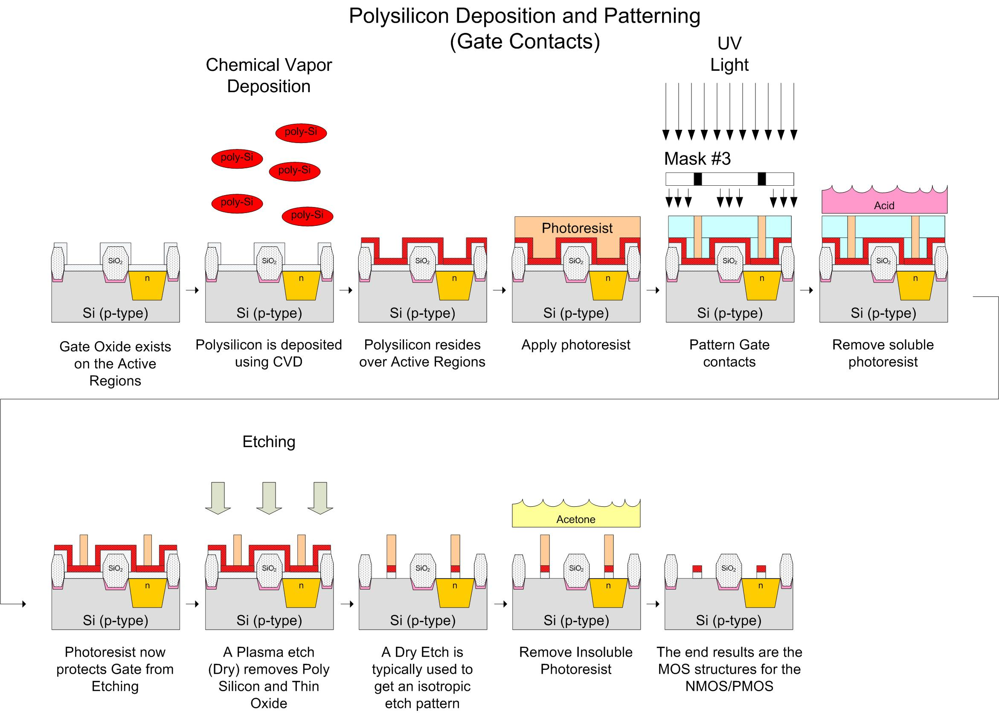 Polysilicon Deposition and Patterning
(Gate Contacts)
Chemical Vapor
Deposition
UV
Light
poly-Si
poly-Si
poly-Si
poly-Si
poly-Si
Mask #3
Acid
Photoresist
SiO₂
n
Si (p-type)
SiO₂
n
Si (p-type)
SiO₂
n
Si (p-type)
SiO₂
n
Si (p-type)
SiO₂
n
Si (p-type)
SiO₂
n
Si (p-type)
Gate Oxide exists
on the Active
Regions
Polysilicon is deposited
using CVD
Polysilicon resides
over Active Regions
Apply photoresist
Pattern Gate
contacts
Remove soluble
photoresist
Etching
Acetone
SiO₂
n
Si (p-type)
SiO₂
n
Si (p-type)
SiO₂
n
Si (p-type)
SiO₂
n
Si (p-type)
SiO₂
n
Si (p-type)
Photoresist now
protects Gate from
Etching
A Plasma etch
(Dry) removes Poly
Silicon and Thin
Oxide
A Dry Etch is
typically used to
get an isotropic
etch pattern
Remove Insoluble
Photoresist
The end results are the
MOS structures for the
NMOS/PMOS